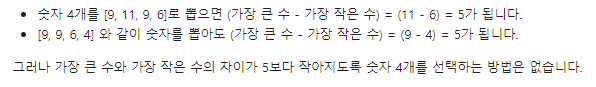 숫자 4개를 [9, 11, 9, 6]로 뽑으면 (가장 큰 수 - 가장 작은 수) = (11 - 6) = 5가 됩니다.
[9, 9, 6, 4] 와 같이 숫자를 뽑아도 (가장 큰 수 - 가장 작은 수) = (9 - 4) = 5가 됩니다.
그러나 가장 큰 수와 가장 작은 수의 차이가 5보다 작아지도록 숫자 4개를 선택하는 방법은 없습니다.